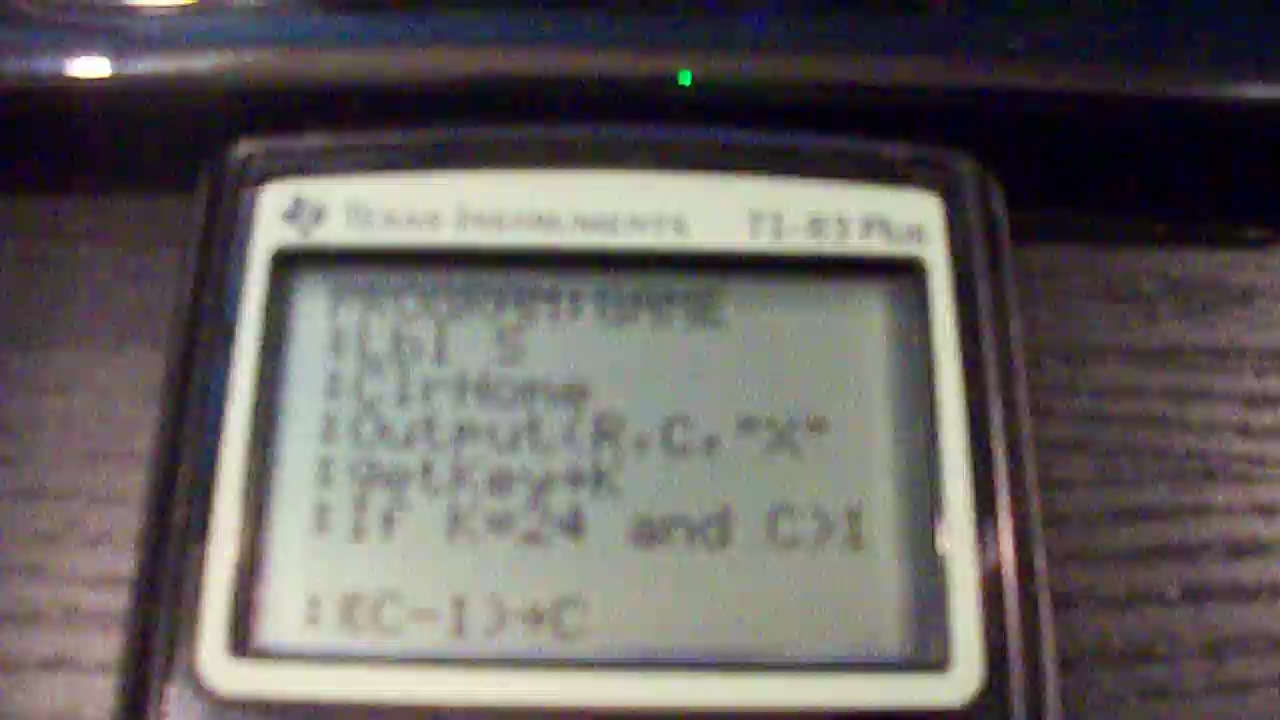 TEXAS INSTRUMENTS TI-83 Plus
:Lbl S
:ClrHome
:Output(R,C,"X"
:getKey→K
:If K=24 and C>1
:(C-1)→C